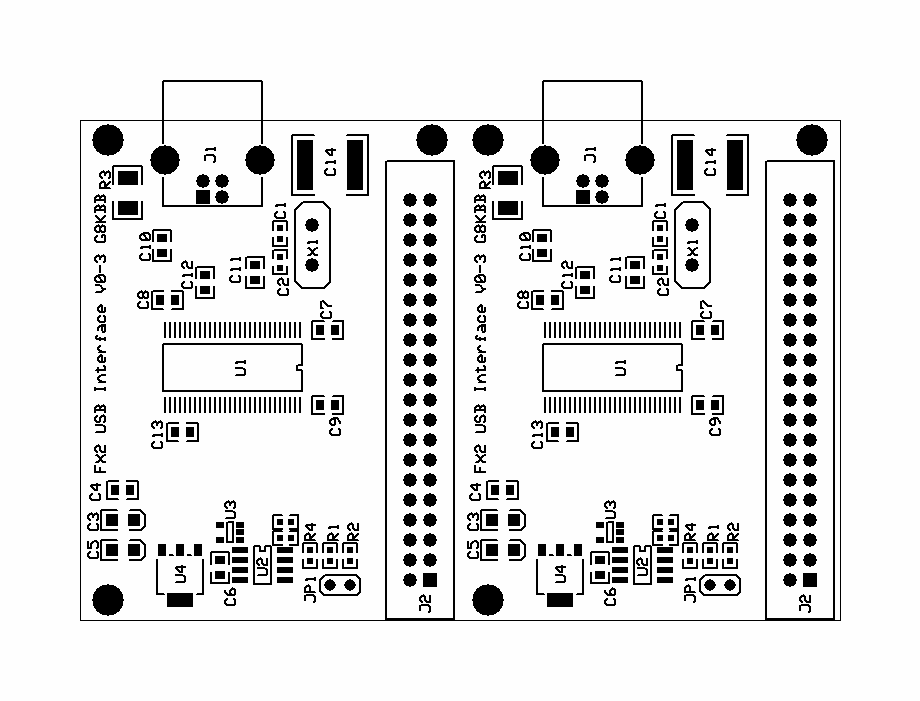 J1
C14
R3
C1
C10
X1
C12
C11
C2
C8
C7
FX2 USB Interface V0-3 G8KBB
U1
C9
C13
C4
U3
C3
R4
R1
R2
C5
U4
U2
JP1
C6
J2
J1
C14
R3
C1
C10
X1
C12
C11
C2
C8
C7
FX2 USB Interface V0-3 G8KBB
U1
C9
C13
C4
U3
C3
R4
R1
R2
C5
U4
U2
JP1
C6
J2